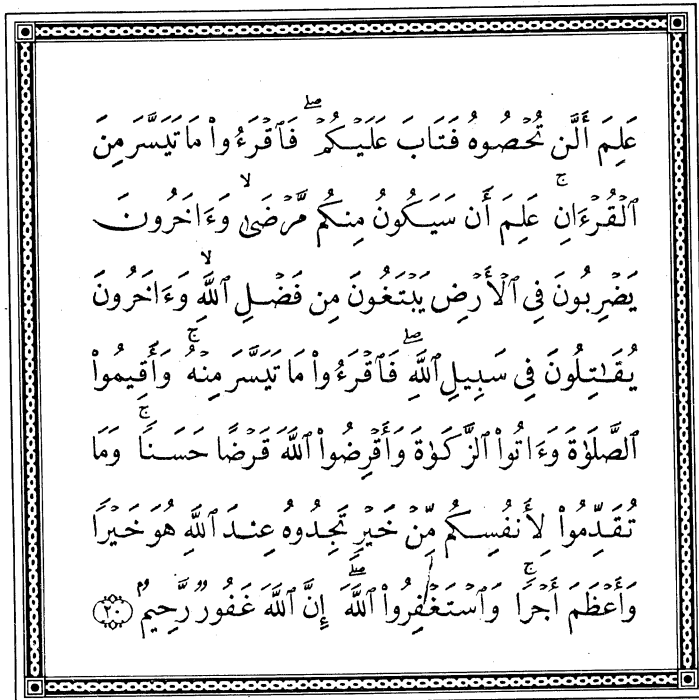 عَلِمَ أَلَّن تُحْصُوهُ فَتَابَ عَلَيْكُمْ ۖ فَٱقْرَءُوا۟ مَا تَيَسَّرَ مِنَ
ٱلْقُرْءَانِ ۚ عَلِمَ أَن سَيَكُونُ مِنكُم مَّرْضَىٰ ۙ وَءَاخَرُونَ
يَضْرِبُونَ فِى ٱلْأَرْضِ يَبْتَغُونَ مِن فَضْلِ ٱللَّهِ ۙ وَءَاخَرُونَ
يُقَٰتِلُونَ فِى سَبِيلِ ٱللَّهِ ۖ فَٱقْرَءُوا۟ مَا تَيَسَّرَ مِنْهُ ۚ وَأَقِيمُوا۟
ٱلصَّلَوٰةَ وَءَاتُوا۟ ٱلزَّكَوٰةَ وَأَقْرِضُوا۟ ٱللَّهَ قَرْضًا حَسَنًا ۚ وَمَا
تُقَدِّمُوا۟ لِأَنفُسِكُم مِّنْ خَيْرٍ تَجِدُوهُ عِندَ ٱللَّهِ هُوَ خَيْرًا
وَأَعْظَمَ أَجْرًا ۚ وَٱسْتَغْفِرُوا۟ ٱللَّهَ ۖ إِنَّ ٱللَّهَ غَفُورٌ رَّحِيمٌۢ ٢٠